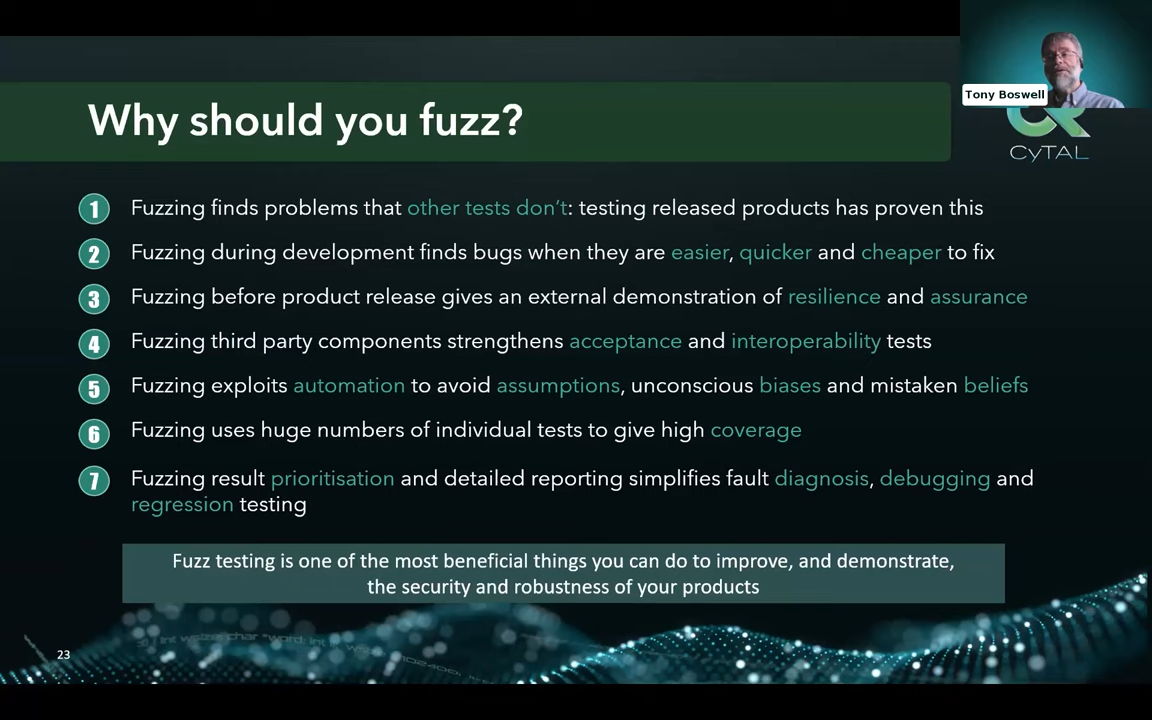 Tony Boswell
CyTAL
Why should you fuzz?
1 Fuzzing finds problems that other tests don't: testing released products has proven this
2 Fuzzing during development finds bugs when they are easier, quicker and cheaper to fix
3 Fuzzing before product release gives an external demonstration of resilience and assurance
4 Fuzzing third party components strengthens acceptance and interoperability tests
5 Fuzzing exploits automation to avoid assumptions, unconscious biases and mistaken beliefs
6 Fuzzing uses huge numbers of individual tests to give high coverage
7 Fuzzing result prioritisation and detailed reporting simplifies fault diagnosis, debugging and
regression testing
Fuzz testing is one of the most beneficial things you can do to improve, and demonstrate,
the security and robustness of your products
23